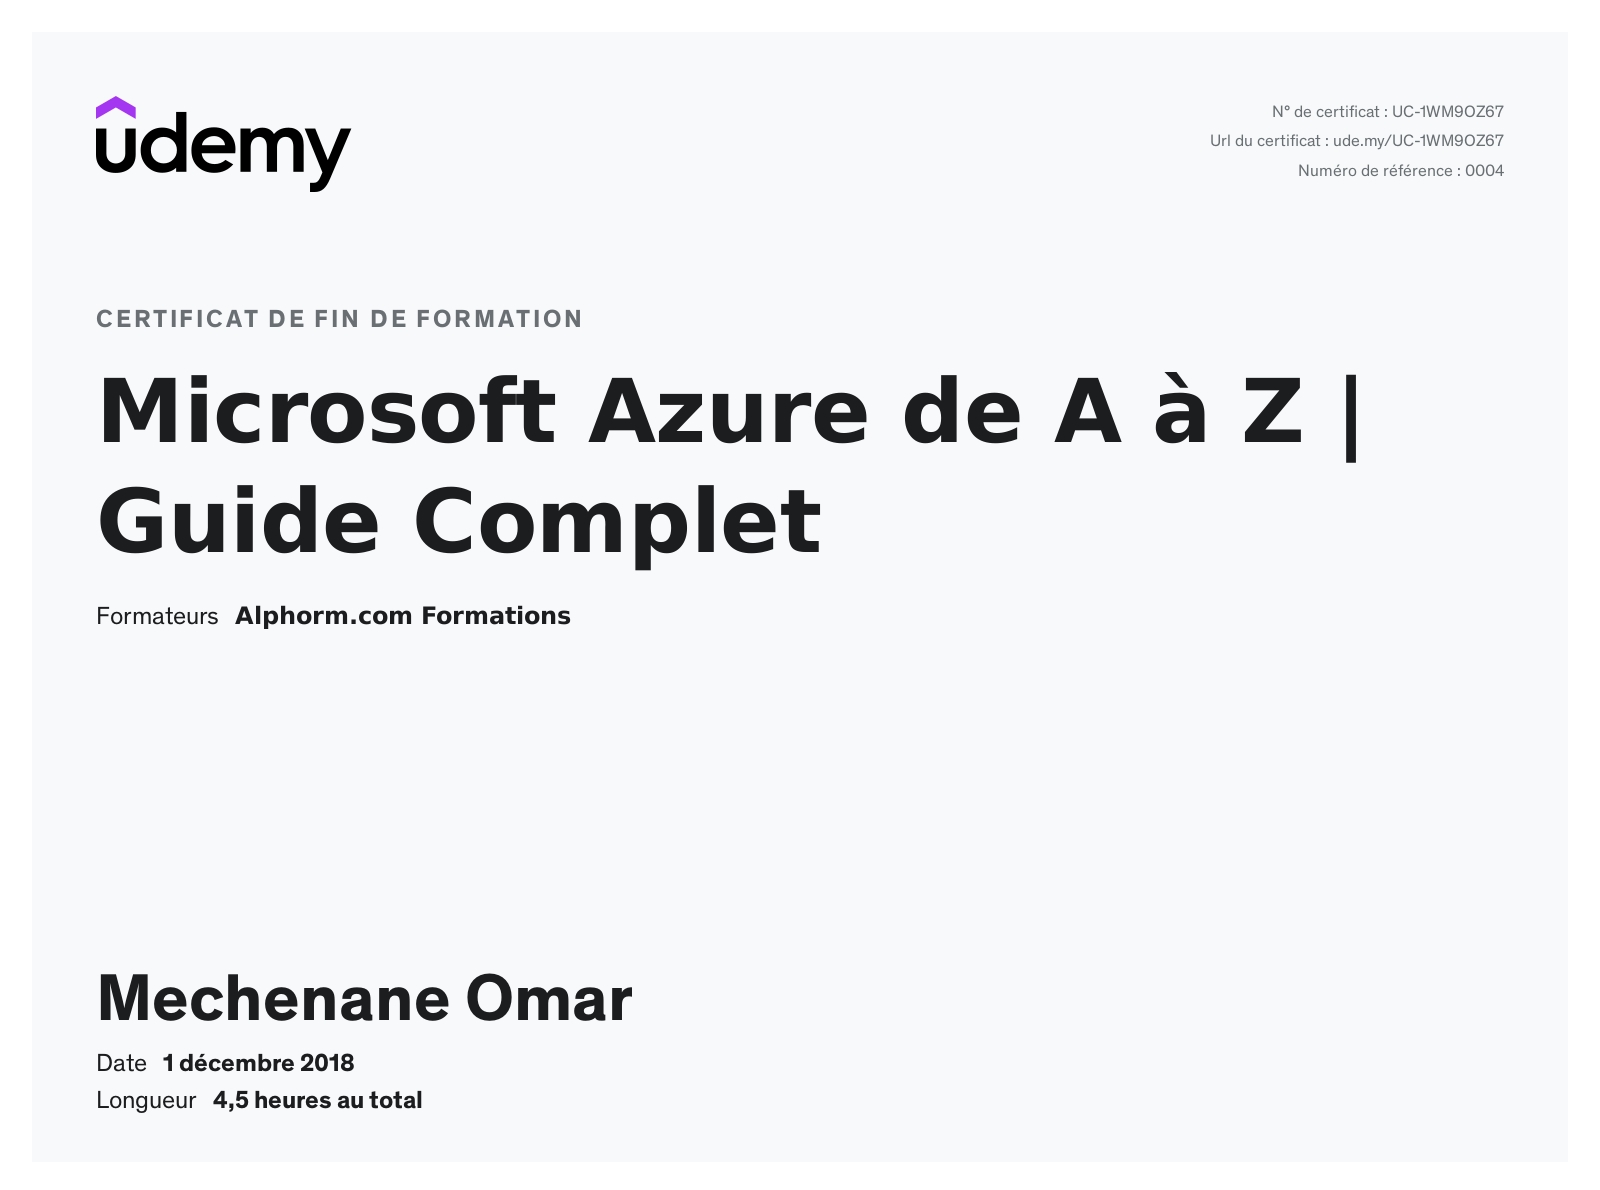 udemy
N° de certificat : UC-1WM9OZ67
Url du certificat : ude.my/UC-1WM9OZ67
Numéro de référence : 0004
CERTIFICAT DE FIN DE FORMATION
Microsoft Azure de A à Z |
Guide Complet
Formateurs Alphorm.com Formations
Mechenane Omar
Date 1 décembre 2018
Longueur 4,5 heures au total